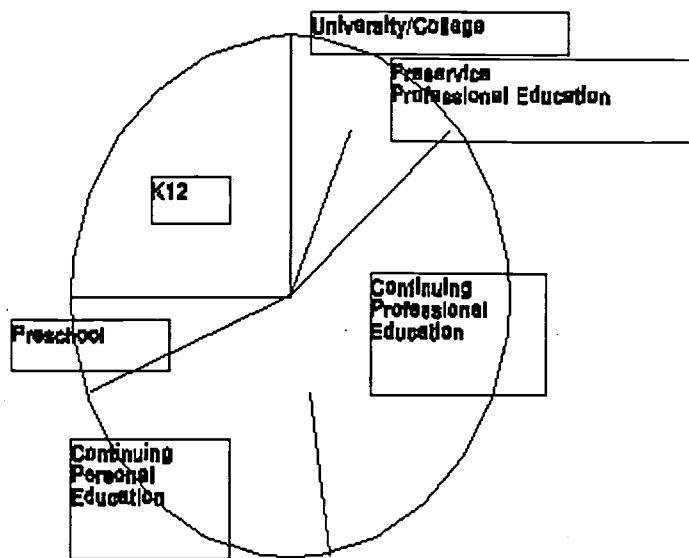 University/College
Preservice
Professional Education
K12
Continuing
Professional
Education
Preschool
Continuing
Personal
Education